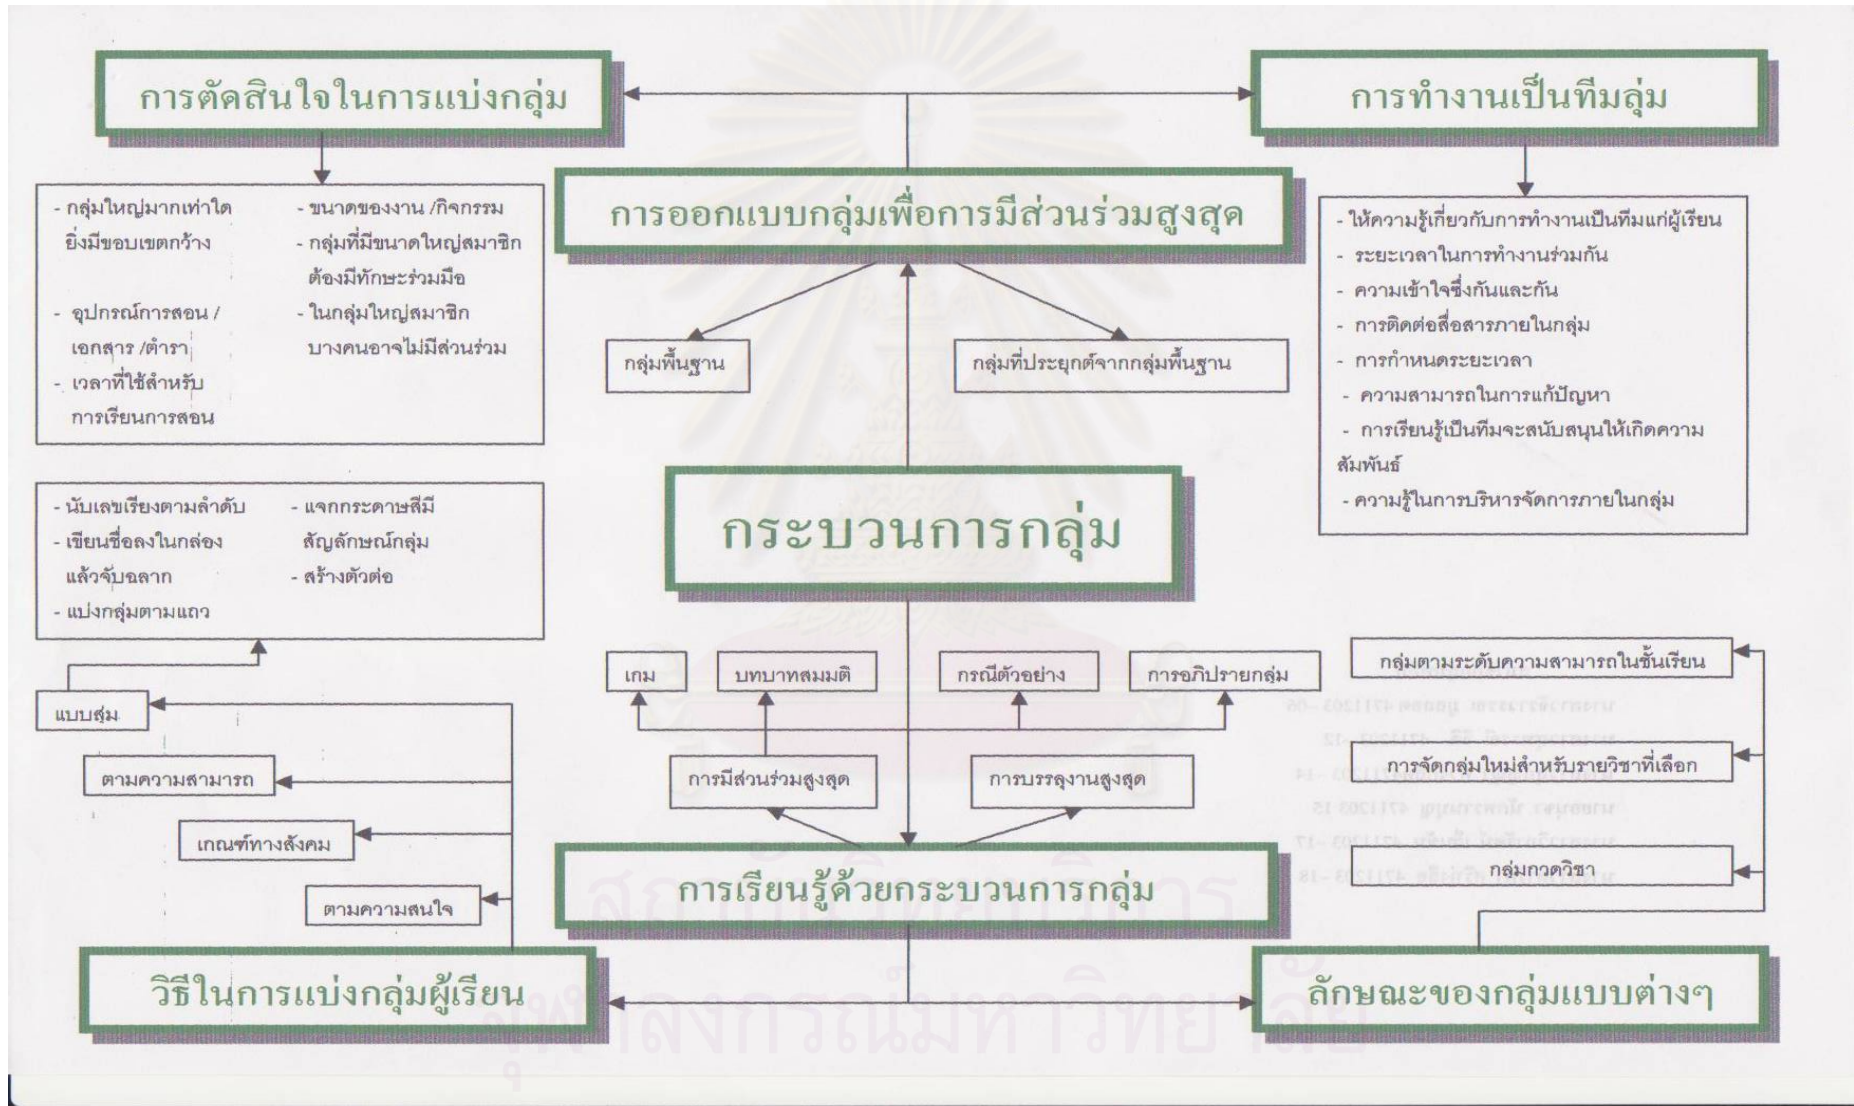 การตัดสินใจในการแบ่งกลุ่ม
การทำงานเป็นทีมลุ่ม
การออกแบบกลุ่มเพื่อการมีส่วนร่วมสูงสุด
- กลุ่มใหญ่มากเท่าใด
ยิ่งมีขอบเขตกว้าง
- อุปกรณ์การสอน /
เอกสาร /ตำรา
- เวลาที่ใช้สำหรับ
การเรียนการสอน
- ขนาดของงาน /กิจกรรม
- กลุ่มที่มีขนาดใหญ่สมาชิก
ต้องมีทักษะร่วมมือ
- ในกลุ่มใหญ่สมาชิก
บางคนอาจไม่มีส่วนร่วม
กลุ่มพื้นฐาน
กลุ่มที่ประยุกต์จากกลุ่มพื้นฐาน
- ให้ความรู้เกี่ยวกับการทำงานเป็นทีมแก่ผู้เรียน
- ระยะเวลาในการทำงานร่วมกัน
- ความเข้าใจซึ่งกันและกัน
- การติดต่อสื่อสารภายในกลุ่ม
- การกำหนดระยะเวลา
- ความสามารถในการแก้ปัญหา
- การเรียนรู้เป็นทีมจะสนับสนุนให้เกิดความ
สัมพันธ์
- ความรู้ในการบริหารจัดการภายในกลุ่ม
กระบวนการกลุ่ม
- นับเลขเรียงตามลำดับ
- เขียนชื่อลงในกล่อง
แล้วจับฉลาก
- แบ่งกลุ่มตามแถว
- แจกกระดาษสีมี
สัญลักษณ์กลุ่ม
- สร้างตัวต่อ
แบบสุ่ม
ตามความสามารถ
เกณฑ์ทางสังคม
ตามความสนใจ
เกม
บทบาทสมมติ
กรณีตัวอย่าง
การอภิปรายกลุ่ม
การมีส่วนร่วมสูงสุด
การบรรลุงานสูงสุด
การเรียนรู้ด้วยกระบวนการกลุ่ม
กลุ่มตามระดับความสามารถในชั้นเรียน
การจัดกลุ่มใหม่สำหรับรายวิชาที่เลือก
กลุ่มกวดวิชา
วิธีในการแบ่งกลุ่มผู้เรียน
ลักษณะของกลุ่มแบบต่างๆ
สถาบันวิทยบริการ
จุฬาลงกรณ์มหาวิทยาลัย